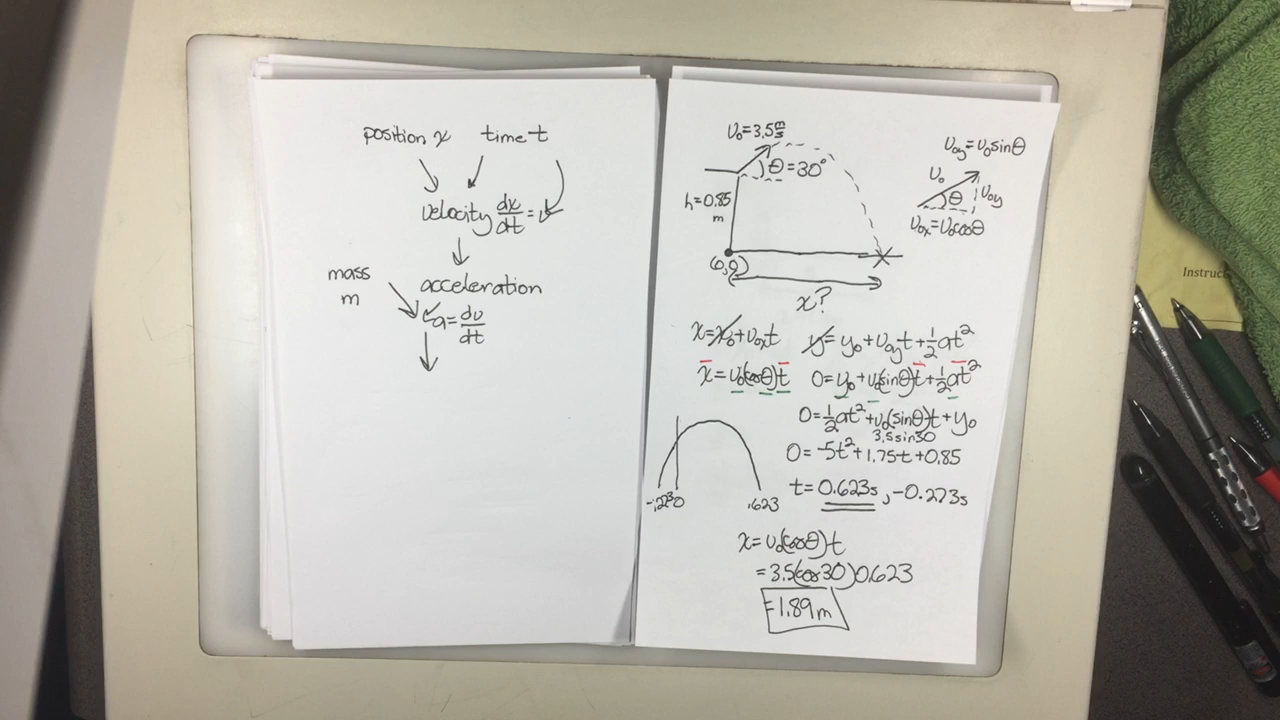 position x time t
velocity dx/dt = v
mass
m
acceleration
a = dv/dt
v₀=3.5 m/s
θ=30°
h=0.85
m
(0,0)
x?
v₀y=v₀sinθ
v₀
θ
v₀y
v₀x=v₀cosθ
x=x₀+v₀xt
y=y₀+v₀yt+½at²
x=v₀(cosθ)t
0=y₀+v₀(sinθ)t+½at²
0=½at²+v₀(sinθ)t+y₀
3.5sin30
0=-5t²+1.75t+0.85
t=0.623s, -0.273s
-.273 0 .623
x=v₀(cosθ)t
=3.5(cos30)0.623
=1.89m
Instruc